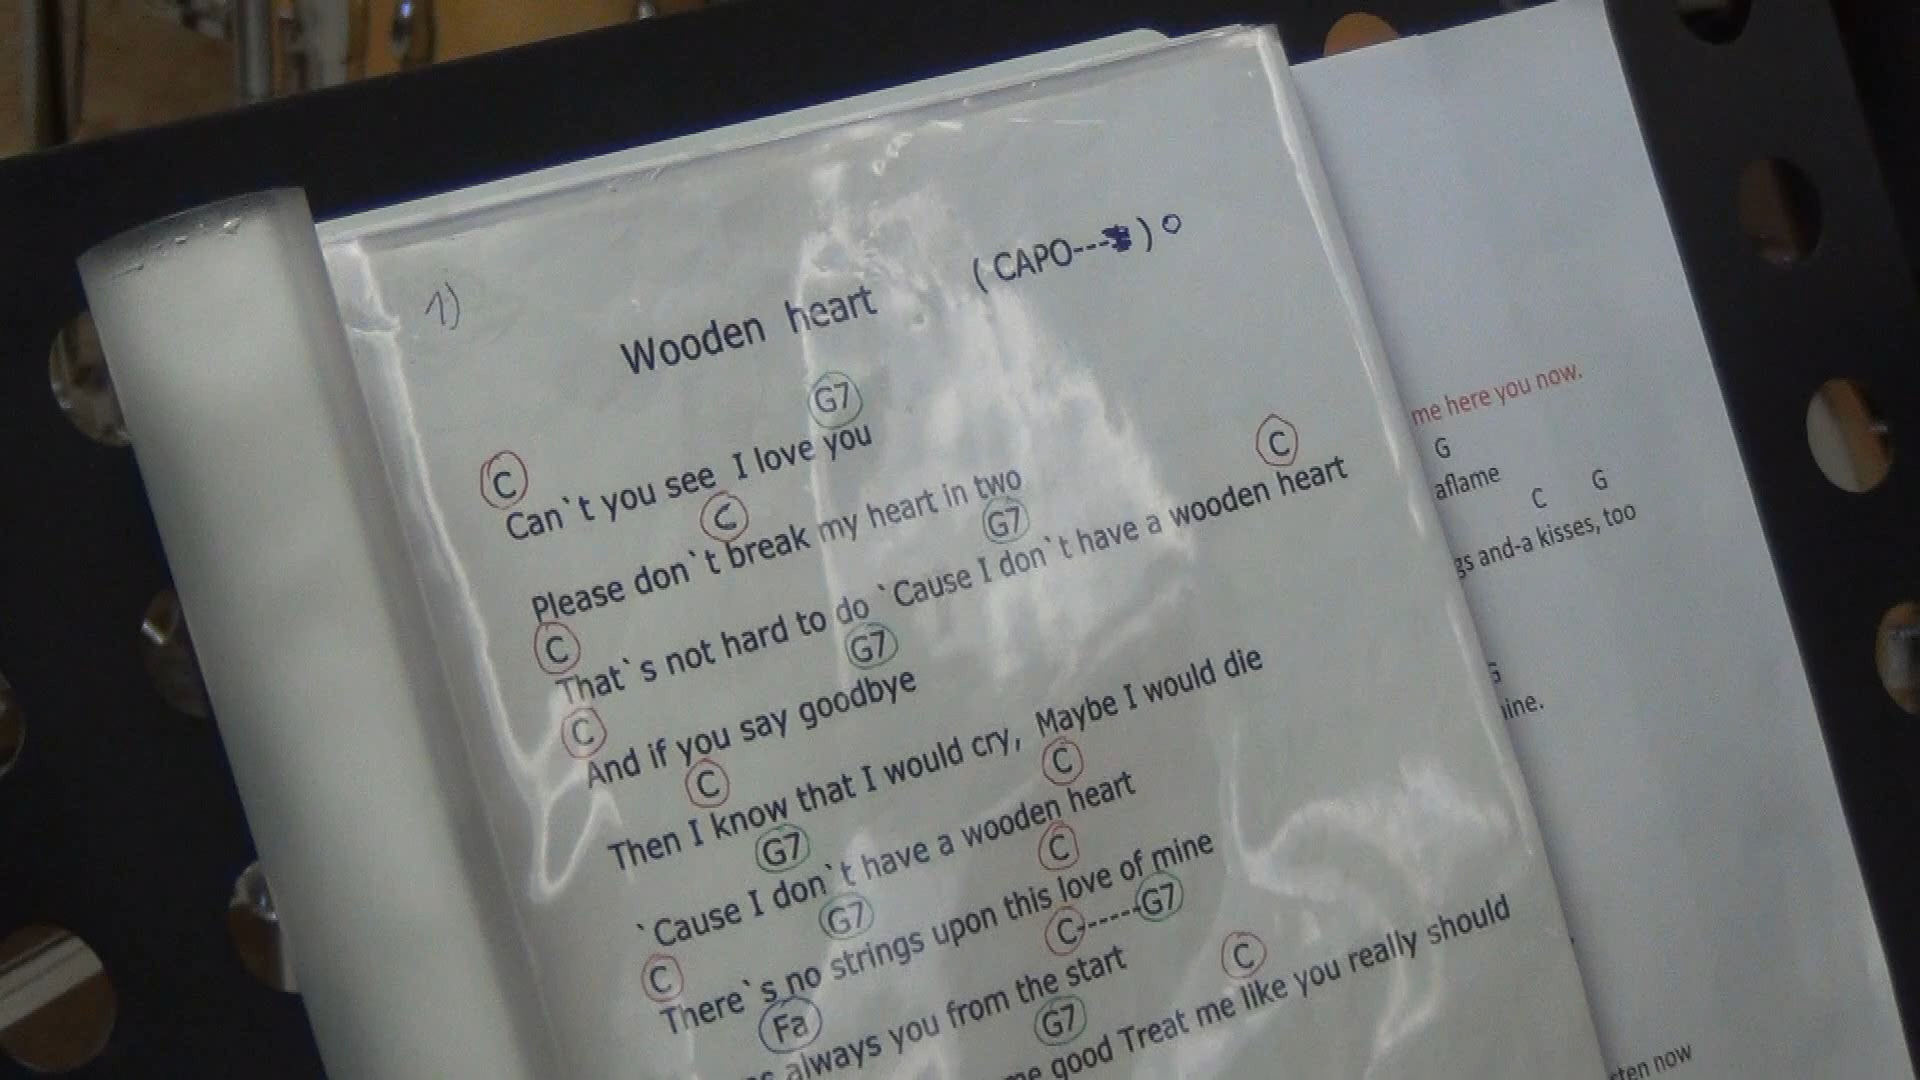 1)
Wooden heart ( CAPO--- ) 0
G7
C
Can`t you see I love you
C
Please don`t break my heart in two
C G7 C
That`s not hard to do `Cause I don`t have a wooden heart
C G7
And if you say goodbye
C
Then I know that I would cry, Maybe I would die
G7 C
`Cause I don`t have a wooden heart
C G7 C
There`s no strings upon this love of mine
Fa C------G7
always you from the start
G7 C
good Treat me like you really should
me here you now.
G
aflame
C G
and-a kisses, too
G
now